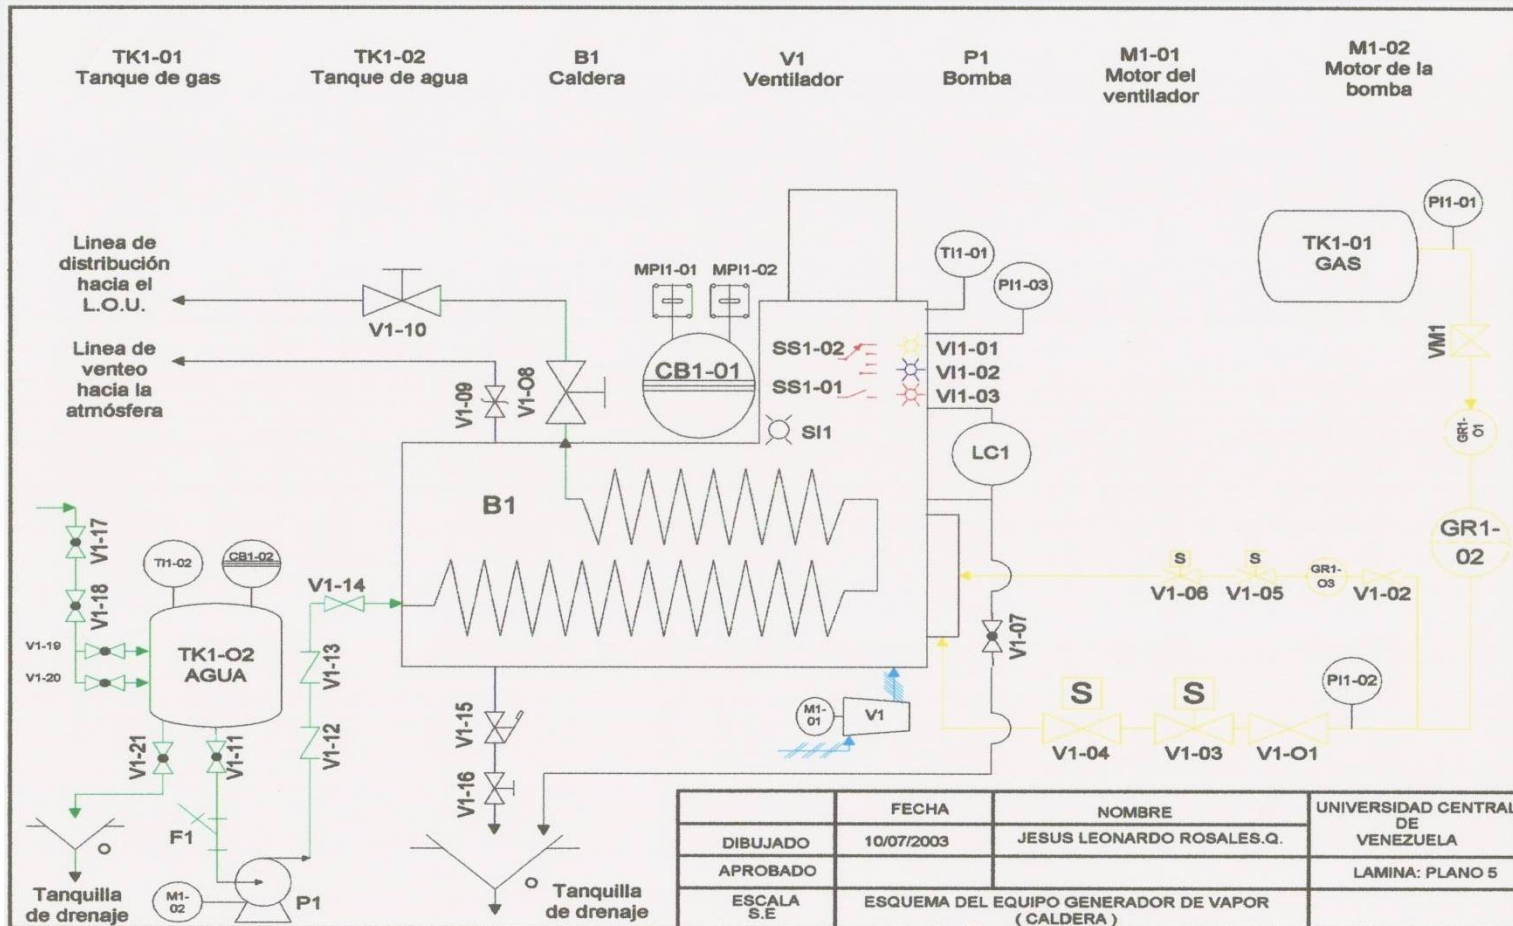 TK1-01
Tanque de gas
TK1-02
Tanque de agua
B1
Caldera
V1
Ventilador
P1
Bomba
M1-01
Motor del
ventilador
M1-02
Motor de la
bomba
Linea de
distribución
hacia el
L.O.U.
V1-10
Linea de
venteo
hacia la
atmósfera
V1-09
V1-O8
MPI1-01
MPI1-02
CB1-01
SS1-02
SS1-01
SI1
VI1-01
VI1-02
VI1-03
TI1-01
PI1-03
LC1
PI1-01
TK1-01
GAS
VM1
GR1-
O1
GR1-
02
B1
V1-17
V1-18
V1-19
V1-20
TI1-02
CB1-02
TK1-O2
AGUA
V1-14
V1-13
V1-12
V1-21
V1-11
F1
O
Tanquilla
de drenaje
M1-
02
P1
V1-15
V1-16
O
Tanquilla
de drenaje
M1-
01
V1
V1-07
S
V1-06
S
V1-05
GR1-
O3
V1-02
PI1-02
S
V1-04
S
V1-03
V1-O1
FECHA
NOMBRE
UNIVERSIDAD CENTRAL
DE
VENEZUELA
DIBUJADO
10/07/2003
JESUS LEONARDO ROSALES.Q.
APROBADO
LAMINA: PLANO 5
ESCALA
S.E
ESQUEMA DEL EQUIPO GENERADOR DE VAPOR
( CALDERA )